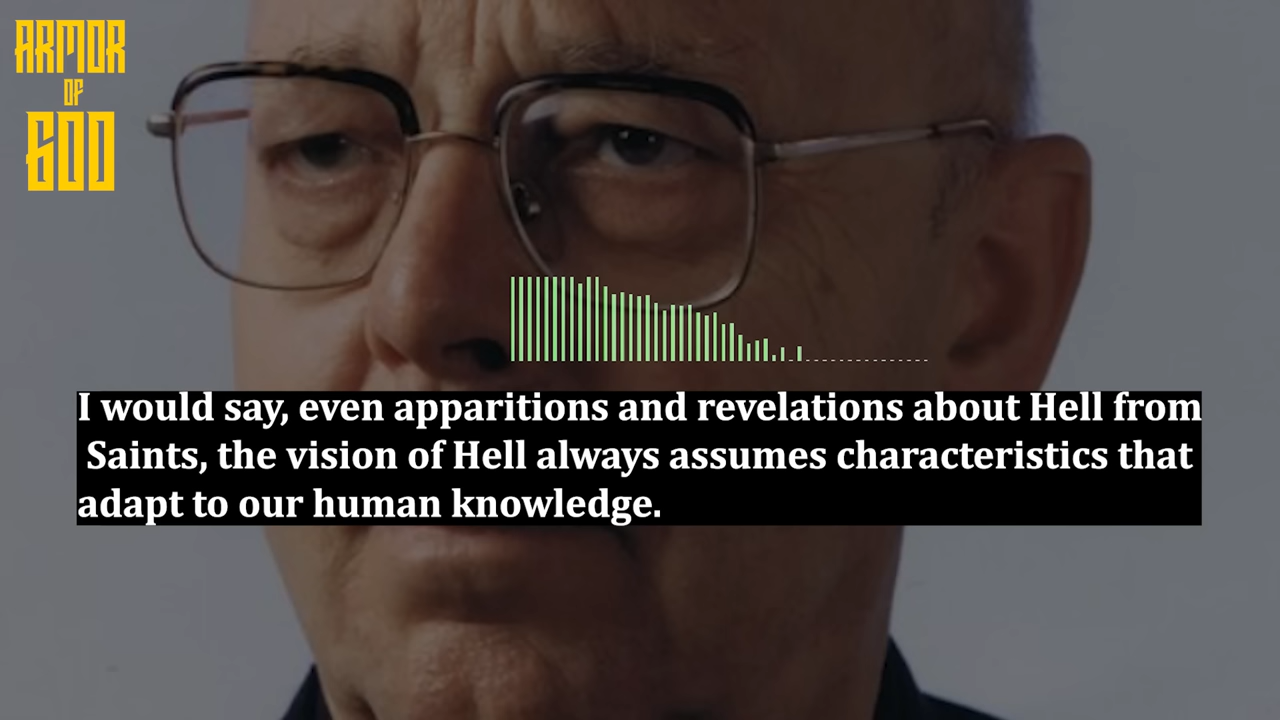 ARMOR
OF
GOD
I would say, even apparitions and revelations about Hell from
Saints, the vision of Hell always assumes characteristics that
adapt to our human knowledge.